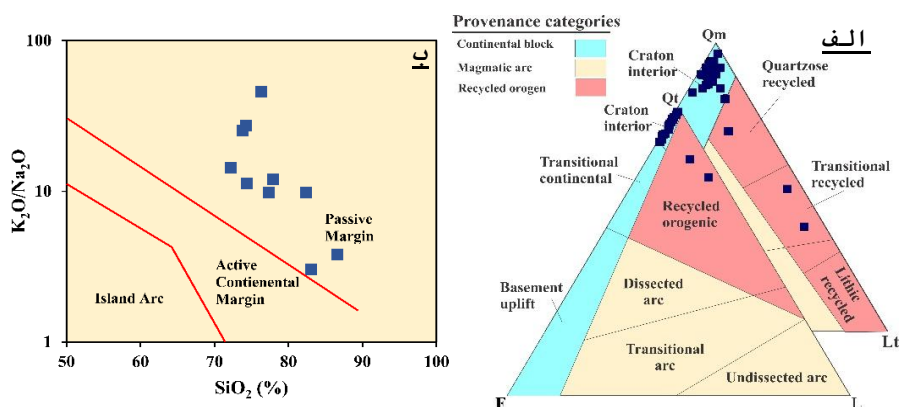 100
10
1
50
60
70
80
90
100
K₂O/Na₂O
SiO₂ (%)
ب
Passive
Margin
Active
Contienental
Margin
Island Arc
Provenance categories
Continental block
Magmatic arc
Recycled orogen
الف
Qm
Craton
interior
Quartzose
recycled
Qt
Craton
interior
Transitional
continental
Transitional
recycled
Recycled
orogenic
Lithic
recycled
Basement
uplift
Dissected
arc
Transitional
arc
Undissected arc
Lt
F
L